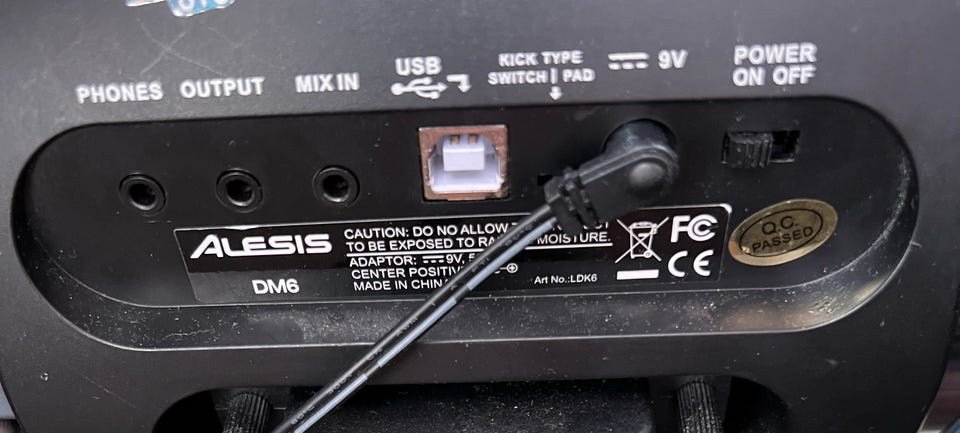 PHONES OUTPUT MIX IN USB KICK TYPE 9V POWER
SWITCH PAD ON OFF
ALESIS
DM6
CAUTION: DO NOT ALLOW
TO BE EXPOSED TO MOISTURE.
ADAPTOR: 9V,
CENTER POSITIVE
MADE IN CHINA
Art No.:LDK6
FC
CE
Q.C.
PASSED